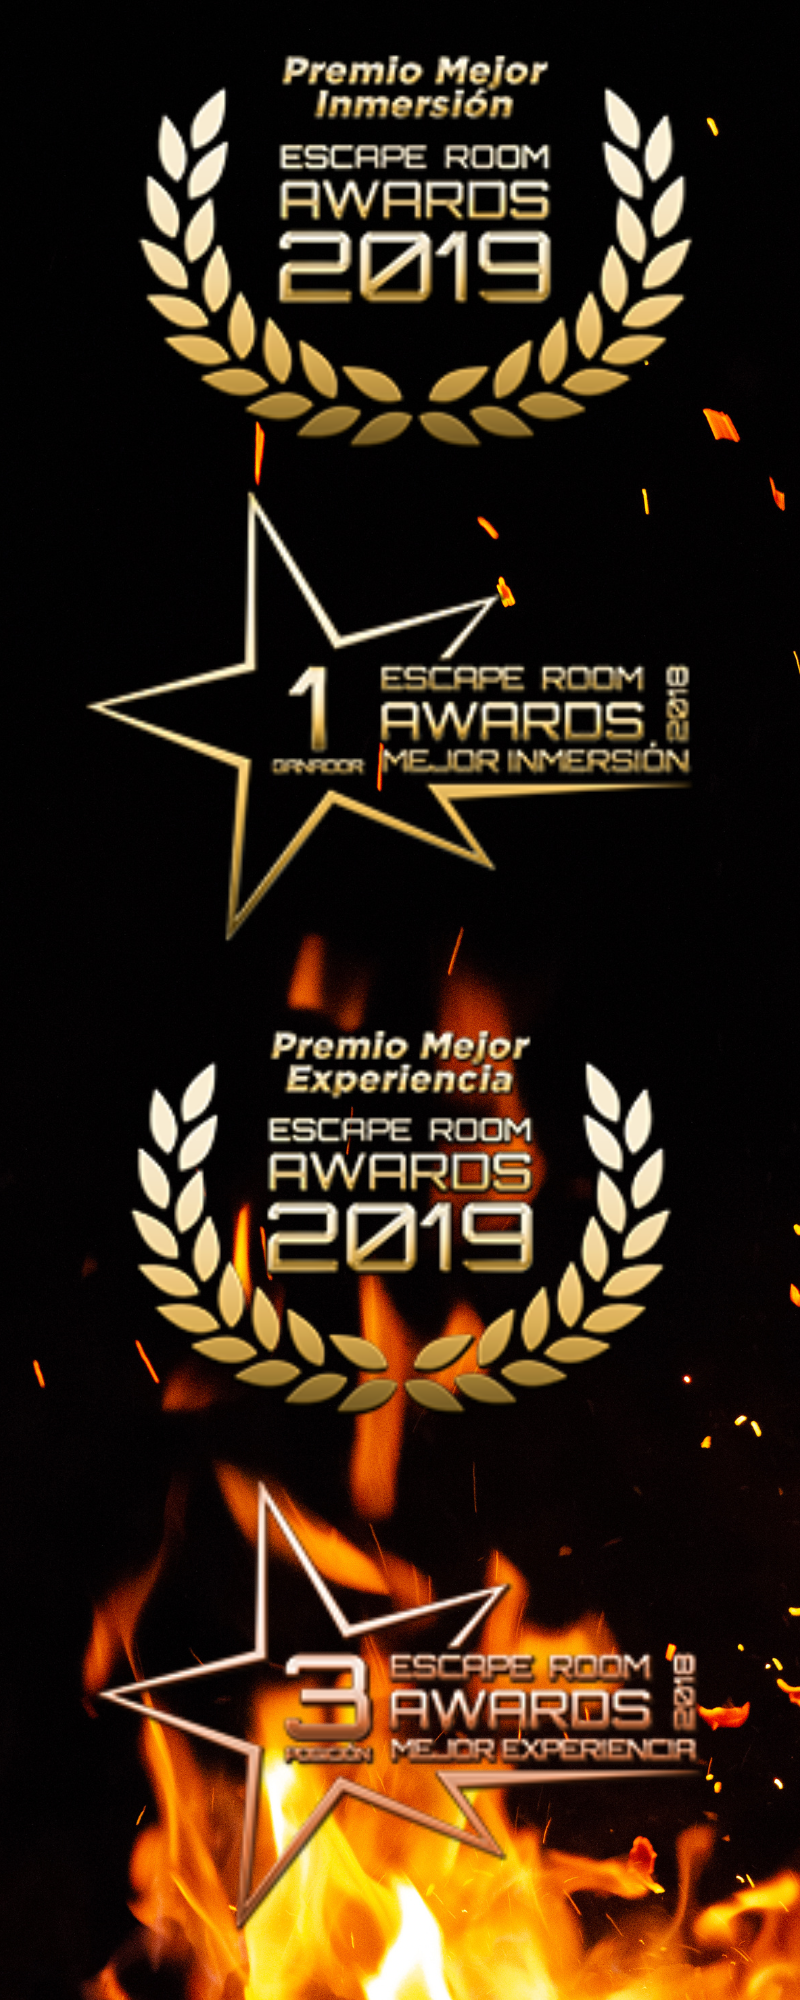 Premio Mejor
Inmersión
ESCAPE ROOM
AWARDS
2019
1
GANADOR
ESCAPE ROOM
AWARDS
2018
MEJOR INMERSIÓN
Premio Mejor
Experiencia
ESCAPE ROOM
AWARDS
2019
3
POSICIÓN
ESCAPE ROOM
AWARDS
2018
MEJOR EXPERIENCIA